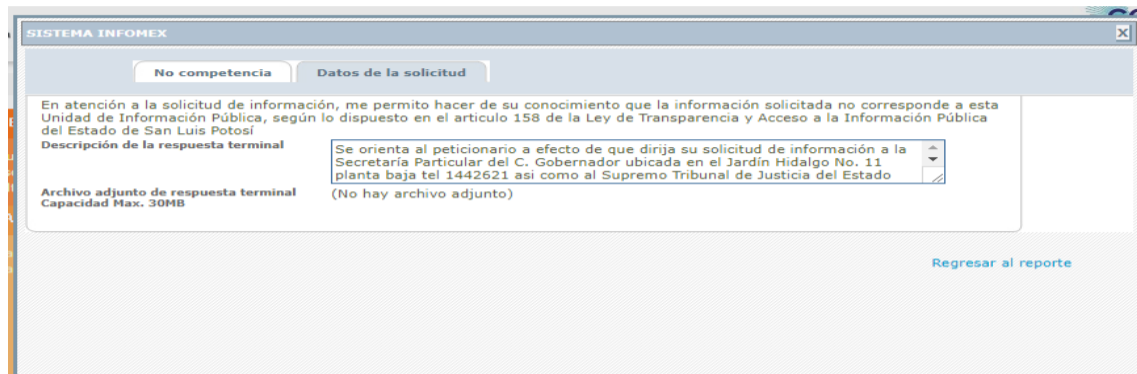 SISTEMA INFOMEX
No competencia
Datos de la solicitud
En atención a la solicitud de información, me permito hacer de su conocimiento que la información solicitada no corresponde a esta
Unidad de Información Pública, según lo dispuesto en el articulo 158 de la Ley de Transparencia y Acceso a la Información Pública
del Estado de San Luis Potosí
Descripción de la respuesta terminal
Se orienta al peticionario a efecto de que dirija su solicitud de información a la
Secretaría Particular del C. Gobernador ubicada en el Jardín Hidalgo No. 11
planta baja tel 1442621 asi como al Supremo Tribunal de Justicia del Estado
Archivo adjunto de respuesta terminal
Capacidad Max. 30MB
(No hay archivo adjunto)
Regresar al reporte